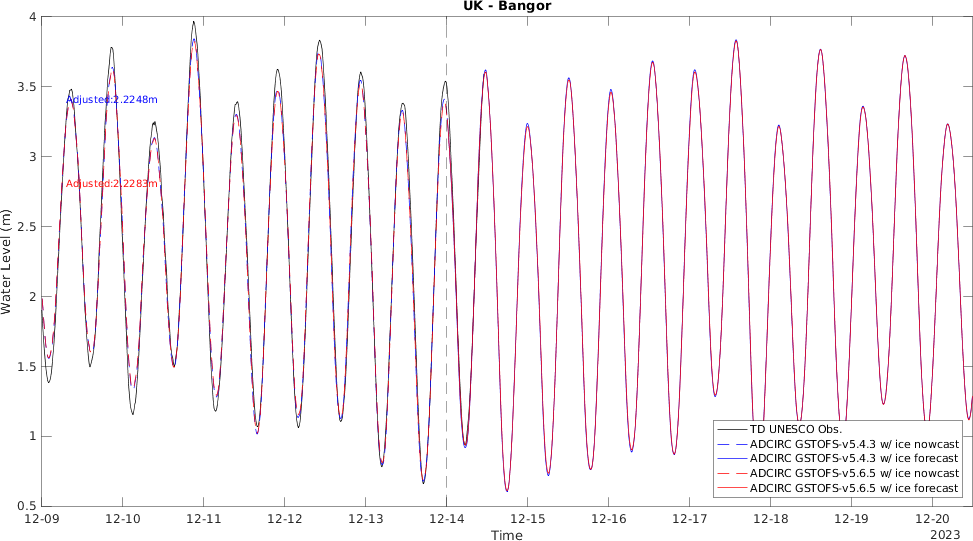 UK - Bangor
4
3.5
3
2.5
2
1.5
1
0.5
Water Level (m)
Adjusted:2.2248m
Adjusted:2.2283m
TD UNESCO Obs.
ADCIRC GSTOFS-v5.4.3 w/ ice nowcast
ADCIRC GSTOFS-v5.4.3 w/ ice forecast
ADCIRC GSTOFS-v5.6.5 w/ ice nowcast
ADCIRC GSTOFS-v5.6.5 w/ ice forecast
12-09 12-10 12-11 12-12 12-13 12-14 12-15 12-16 12-17 12-18 12-19 12-20
Time
2023